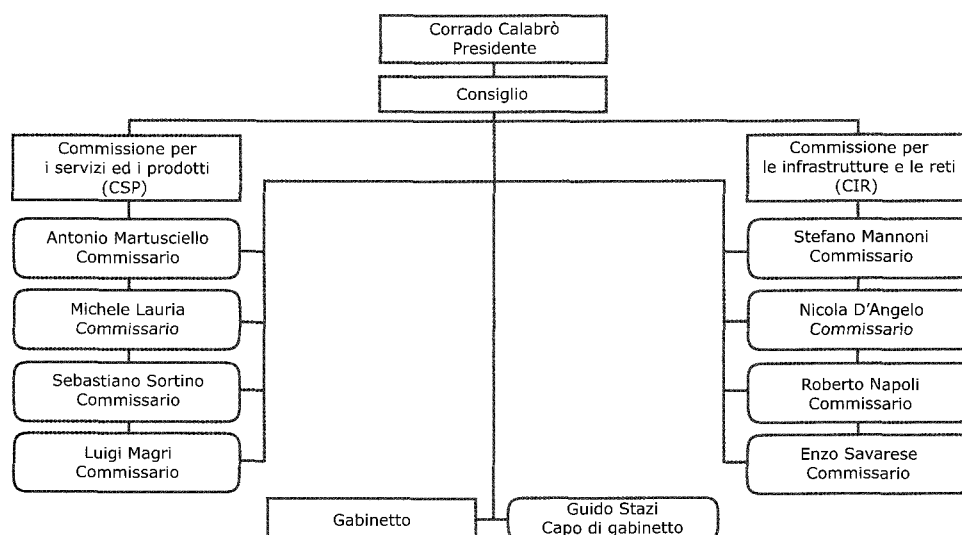 Corrado Calabrò
Presidente
Consiglio
Commissione per
i servizi ed i prodotti
(CSP)
Antonio Martusciello
Commissario
Michele Lauria
Commissario
Sebastiano Sortino
Commissario
Luigi Magri
Commissario
Commissione per
le infrastrutture e le reti
(CIR)
Stefano Mannoni
Commissario
Nicola D'Angelo
Commissario
Roberto Napoli
Commissario
Enzo Savarese
Commissario
Gabinetto
Guido Stazi
Capo di gabinetto